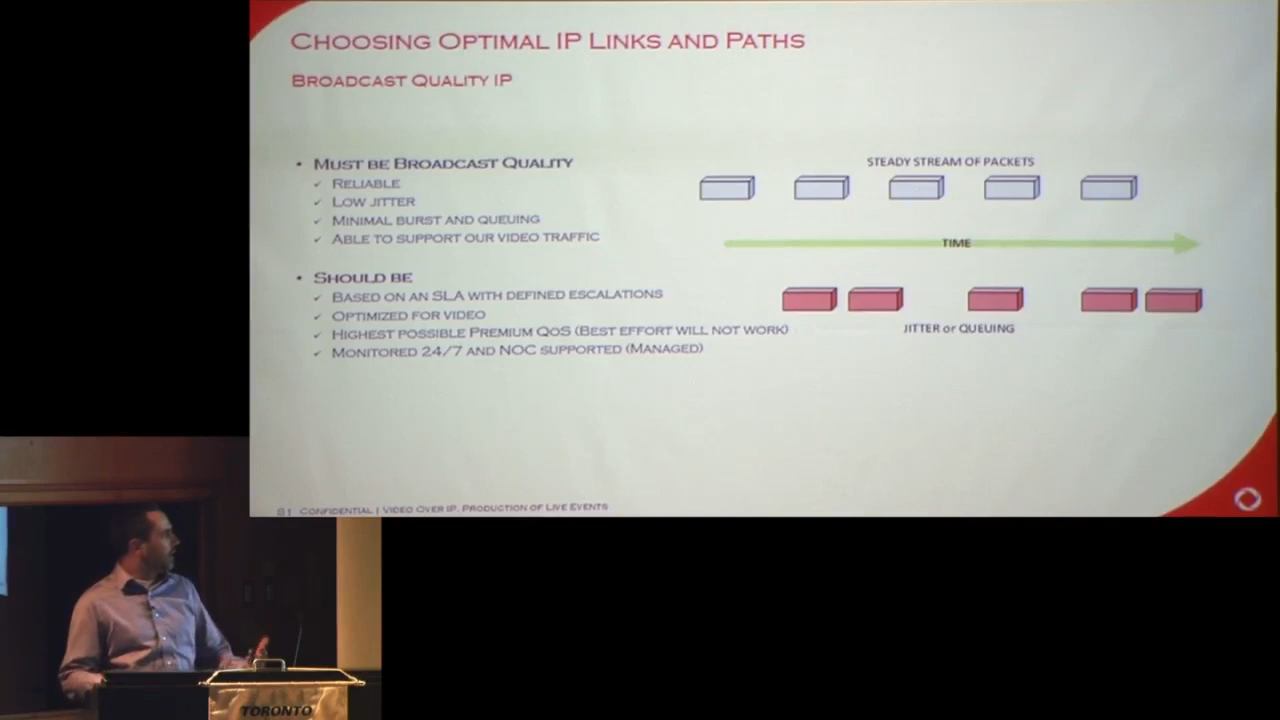 Choosing Optimal IP Links and Paths
Broadcast Quality IP
• Must be Broadcast Quality
✓ Reliable
✓ Low jitter
✓ Minimal burst and queuing
✓ Able to support our video traffic
• Should be
✓ Based on an SLA with defined escalations
✓ Optimized for video
✓ Highest possible Premium QoS (Best effort will not work)
✓ Monitored 24/7 and NOC supported (Managed)
STEADY STREAM OF PACKETS
TIME
JITTER or QUEUING
Confidential | Video Over IP, Production of Live Events
TORONTO